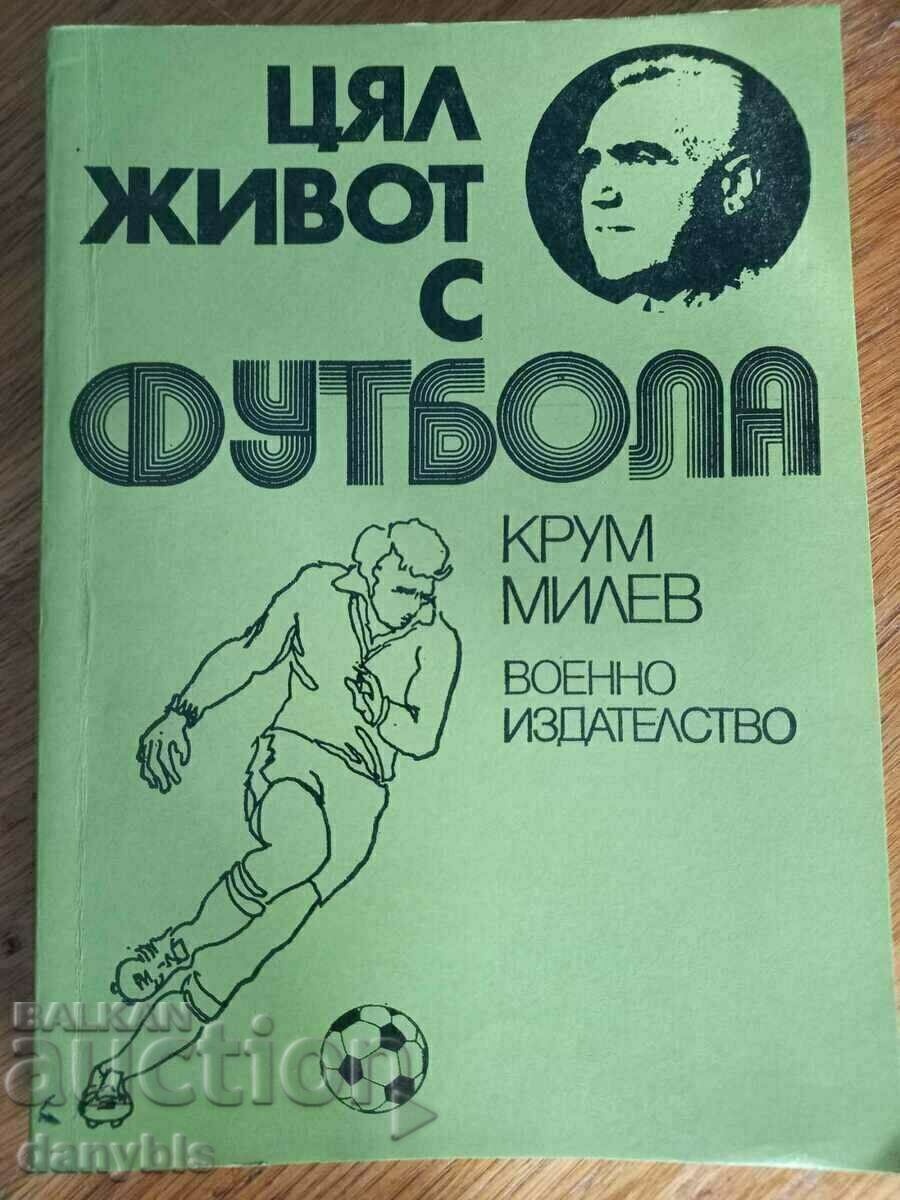 ЦЯЛ
ЖИВОТ
С
ФУТБОЛА
КРУМ
МИЛЕВ
ВОЕННО
ИЗДАТЕЛСТВО
BALKAN
auction
danybls